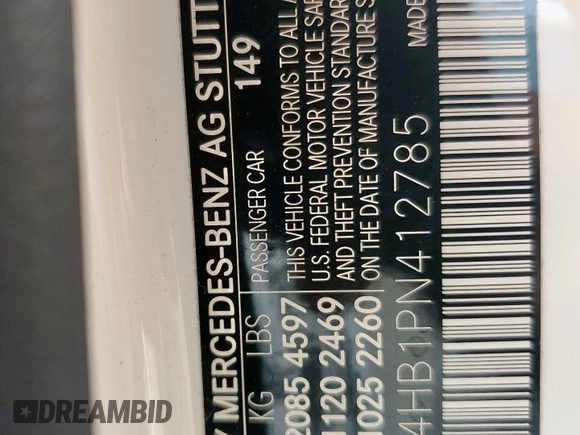 MERCEDES-BENZ AG STUTT
149
KG LBS PASSENGER CAR
2085 4597 THIS VEHICLE CONFORMS TO ALL
1120 2469 U.S. FEDERAL MOTOR VEHICLE SAF
AND THEFT PREVENTION STANDAR
1025 2260 ON THE DATE OF MANUFACTURE S
4HB1PN412785
MADE
DREAMBID